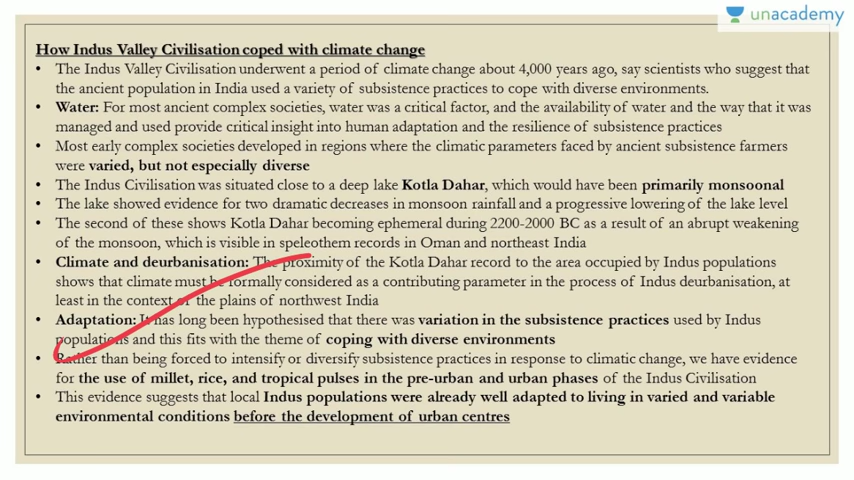 unacademy
How Indus Valley Civilisation coped with climate change
• The Indus Valley Civilisation underwent a period of climate change about 4,000 years ago, say scientists who suggest that
the ancient population in India used a variety of subsistence practices to cope with diverse environments.
• Water: For most ancient complex societies, water was a critical factor, and the availability of water and the way that it was
managed and used provide critical insight into human adaptation and the resilience of subsistence practices
• Most early complex societies developed in regions where the climatic parameters faced by ancient subsistence farmers
were varied, but not especially diverse
• The Indus Civilisation was situated close to a deep lake Kotla Dahar, which would have been primarily monsoonal
• The lake showed evidence for two dramatic decreases in monsoon rainfall and a progressive lowering of the lake level
• The second of these shows Kotla Dahar becoming ephemeral during 2200-2000 BC as a result of an abrupt weakening
of the monsoon, which is visible in speleothem records in Oman and northeast India
• Climate and deurbanisation: The proximity of the Kotla Dahar record to the area occupied by Indus populations
shows that climate must be formally considered as a contributing parameter in the process of Indus deurbanisation, at
least in the context of the plains of northwest India
• Adaptation: It has long been hypothesised that there was variation in the subsistence practices used by Indus
populations and this fits with the theme of coping with diverse environments
• Rather than being forced to intensify or diversify subsistence practices in response to climatic change, we have evidence
for the use of millet, rice, and tropical pulses in the pre-urban and urban phases of the Indus Civilisation
• This evidence suggests that local Indus populations were already well adapted to living in varied and variable
environmental conditions before the development of urban centres